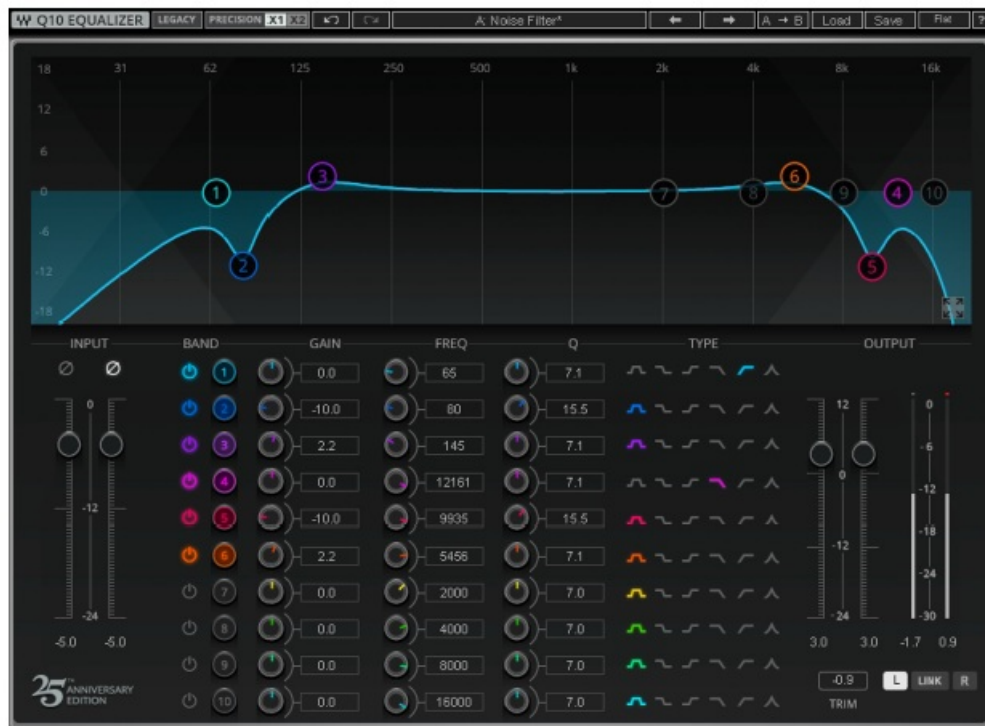 W Q10 EQUALIZER LEGACY PRECISION X1 X2 A: Noise Filter* A → B Load Save Flat ?
18 31 62 125 250 500 1k 2k 4k 8k 16k
12
6
3 6
0 1 7 8 9 4 10
-6
2 5
-12
-18
INPUT BAND GAIN FREQ Q TYPE OUTPUT
1 0.0 65 7.1
2 -10.0 80 15.5
3 2.2 145 7.1
4 0.0 12161 7.1
5 -10.0 9935 15.5
6 2.2 5456 7.1
7 0.0 2000 7.0
8 0.0 4000 7.0
9 0.0 8000 7.0
10 0.0 16000 7.0
0
-12
-24
-5.0 -5.0
12
0
-12
-24
3.0 3.0
0
-6
-12
-18
-24
-30
-1.7 0.9
-0.9 L LINK R
TRIM
25TH ANNIVERSARY
EDITION